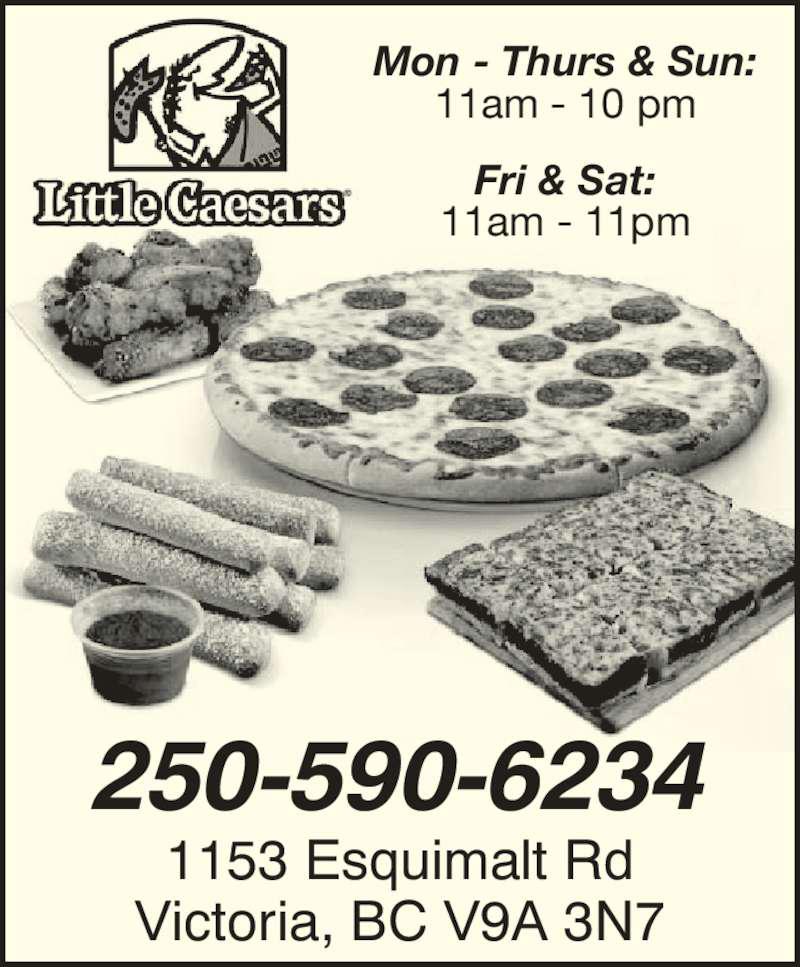 Little Caesars®
Mon - Thurs & Sun:
11am - 10 pm
Fri & Sat:
11am - 11pm
250-590-6234
1153 Esquimalt Rd
Victoria, BC V9A 3N7